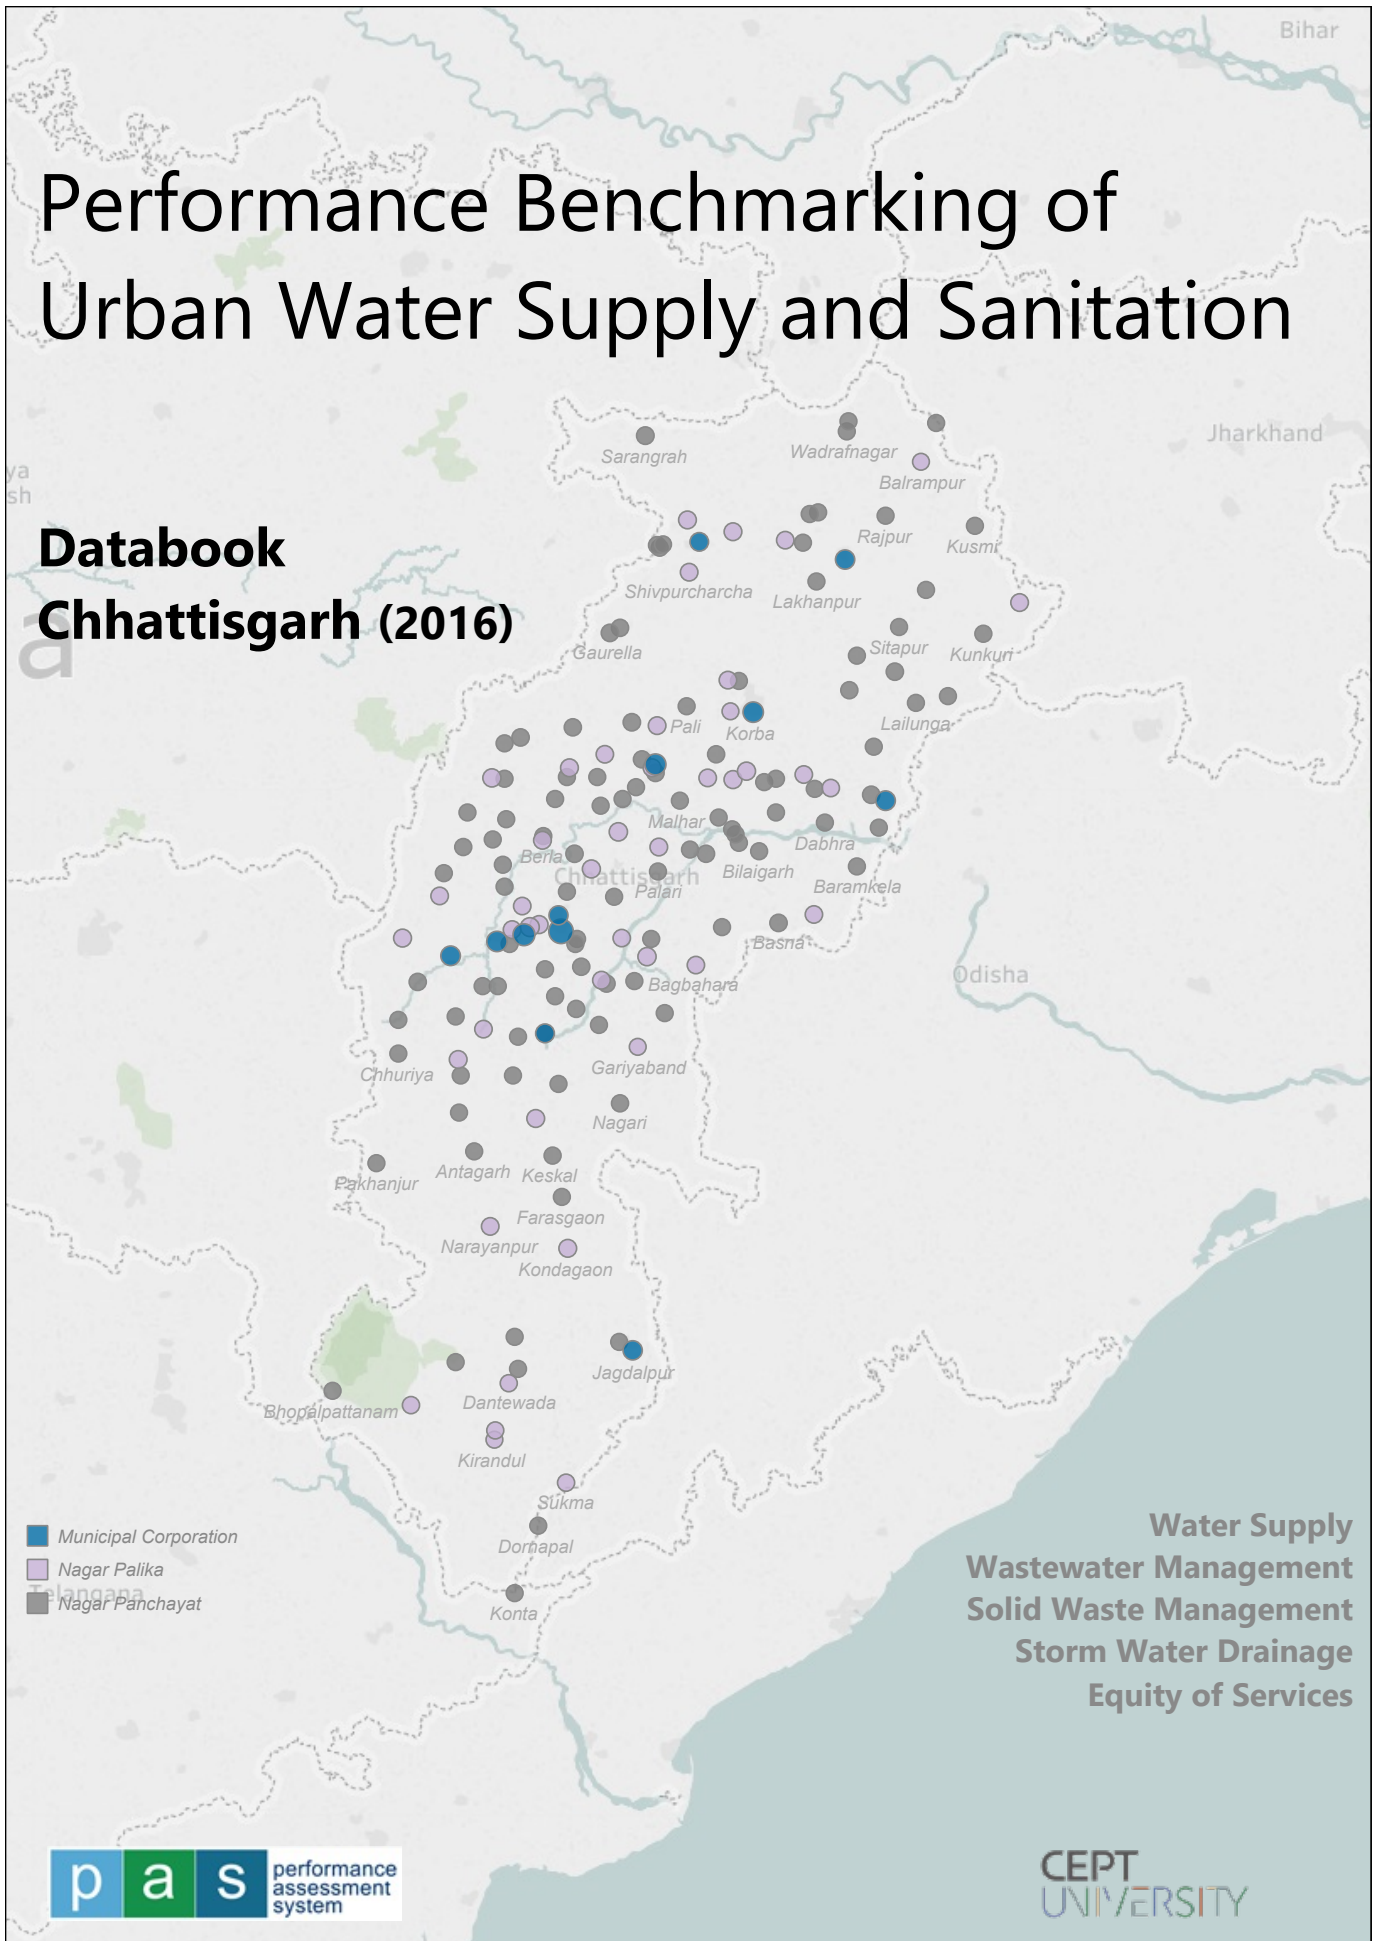 Bihar
Performance Benchmarking of
Urban Water Supply and Sanitation
Jharkhand
Sarangrah
Wadrafnagar
ya
sh
Balrampur
Databook
Rajpur
Kusmi
Shivpurcharcha
Lakhanpur
Chhattisgarh (2016)
a
Gaurella
Sitapur
Kunkuri
Pali
Korba
Lailunga
Malhar
Dabhra
Berla
Chhattisgarh
Bilaigarh
Palari
Baramkela
Basna
Odisha
Bagbahara
Chhuriya
Gariyaband
Nagari
Antagarh
Keskal
Pakhanjur
Farasgaon
Narayanpur
Kondagaon
Jagdalpur
Dantewada
Bhopalpattanam
Kirandul
Sukma
Dornapal
Konta
Municipal Corporation
Nagar Palika
Telangana
Nagar Panchayat
Water Supply
Wastewater Management
Solid Waste Management
Storm Water Drainage
Equity of Services
p a s performance
assessment
system
CEPT
UNIVERSITY